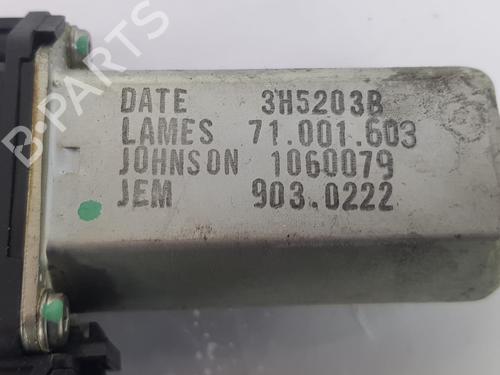 B-PARTS
DATE 3H5203B
LAMES 71.001.603
JOHNSON 1060079
JEM 903.0222